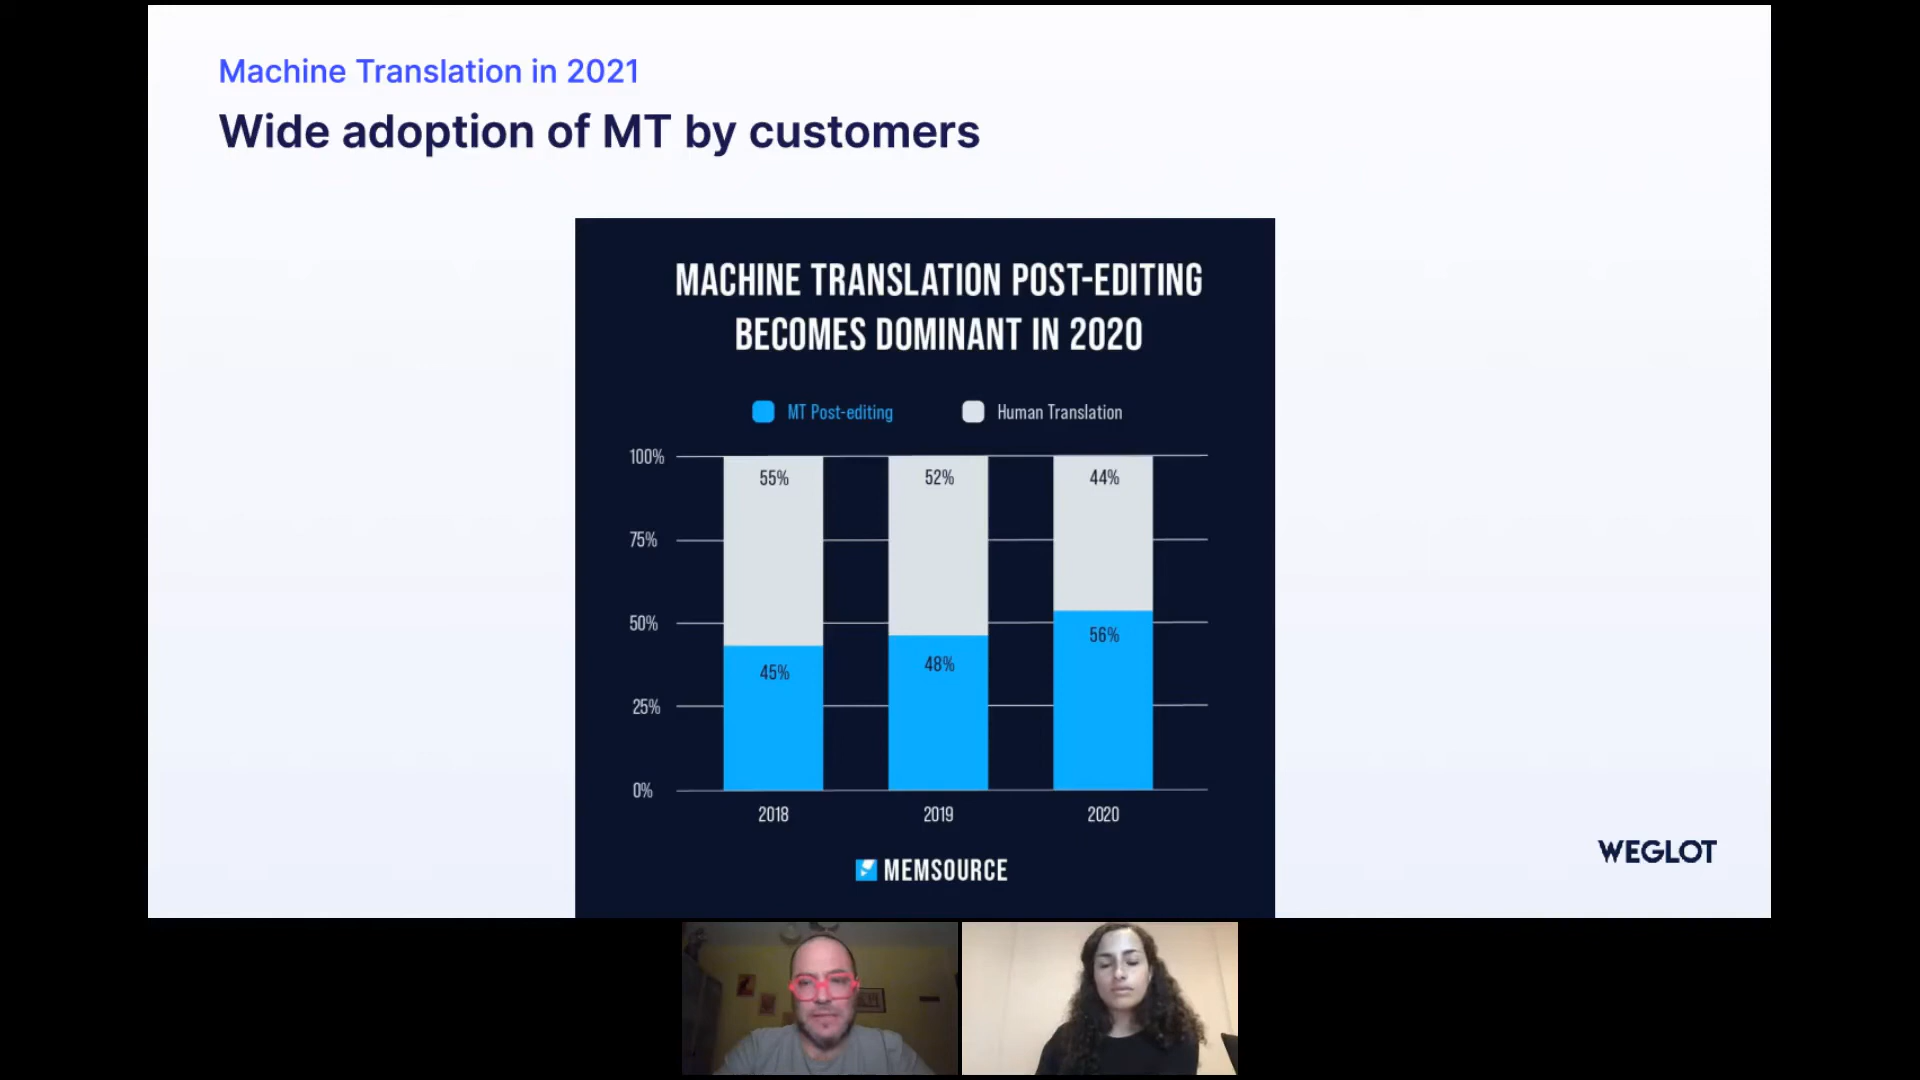 Machine Translation in 2021
Wide adoption of MT by customers
MACHINE TRANSLATION POST-EDITING
BECOMES DOMINANT IN 2020
MT Post-editing
Human Translation
100%
75%
50%
25%
0%
55%
52%
44%
45%
48%
56%
2018
2019
2020
MEMSOURCE
WEGLOT